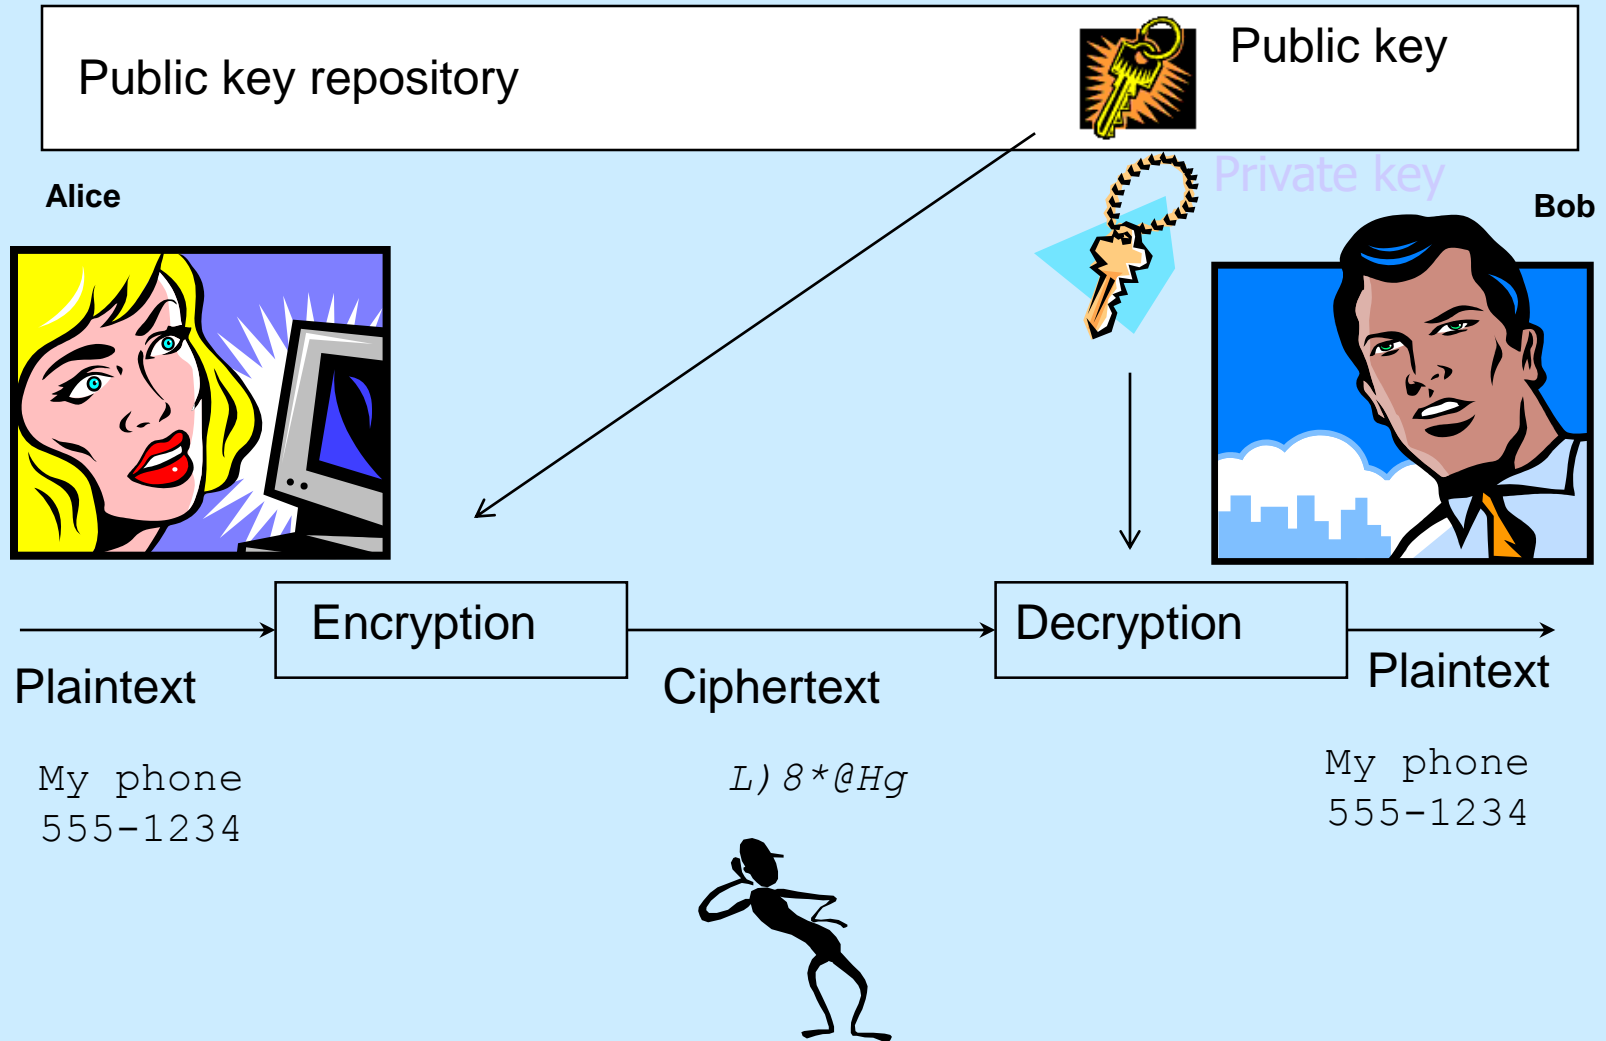 Public key repository
Public key
Private key
Alice
Bob
Encryption
Decryption
Plaintext
Ciphertext
Plaintext
My phone
555-1234
L)8*@Hg
My phone
555-1234